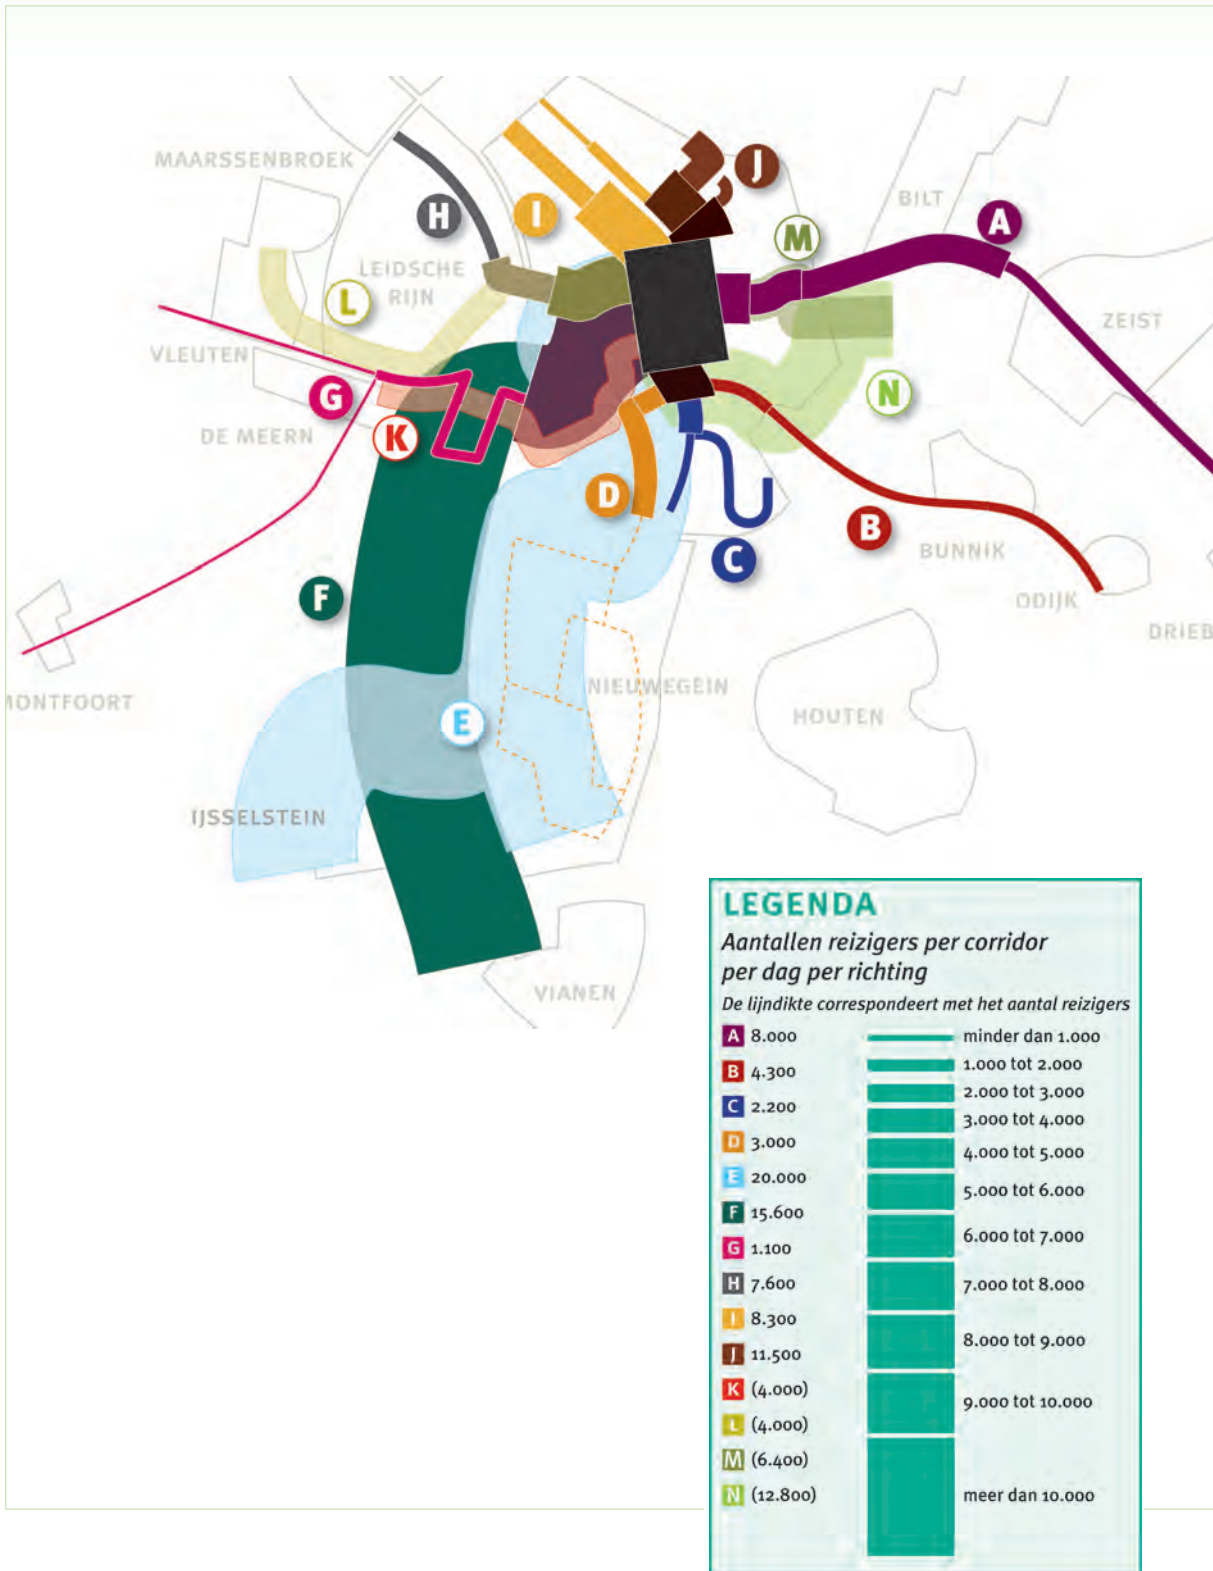 MAARSSENBROEK
J
BILT
A
H
I
M
LEIDSCHE
RIJN
L
ZEIST
VLEUTEN
G
N
DE MEERN
K
D
B
C
BUNNIK
F
ODIJK
DRIEB
NIEUWEGEIN
MONTFOORT
E
HOUTEN
IJSSELSTEIN
VIANEN
LEGENDA
Aantallen reizigers per corridor
per dag per richting
De lijndikte correspondeert met het aantal reizigers
A 8.000
B 4.300
C 2.200
D 3.000
E 20.000
F 15.600
G 1.100
H 7.600
I 8.300
J 11.500
K (4.000)
L (4.000)
M (6.400)
N (12.800)
minder dan 1.000
1.000 tot 2.000
2.000 tot 3.000
3.000 tot 4.000
4.000 tot 5.000
5.000 tot 6.000
6.000 tot 7.000
7.000 tot 8.000
8.000 tot 9.000
9.000 tot 10.000
meer dan 10.000